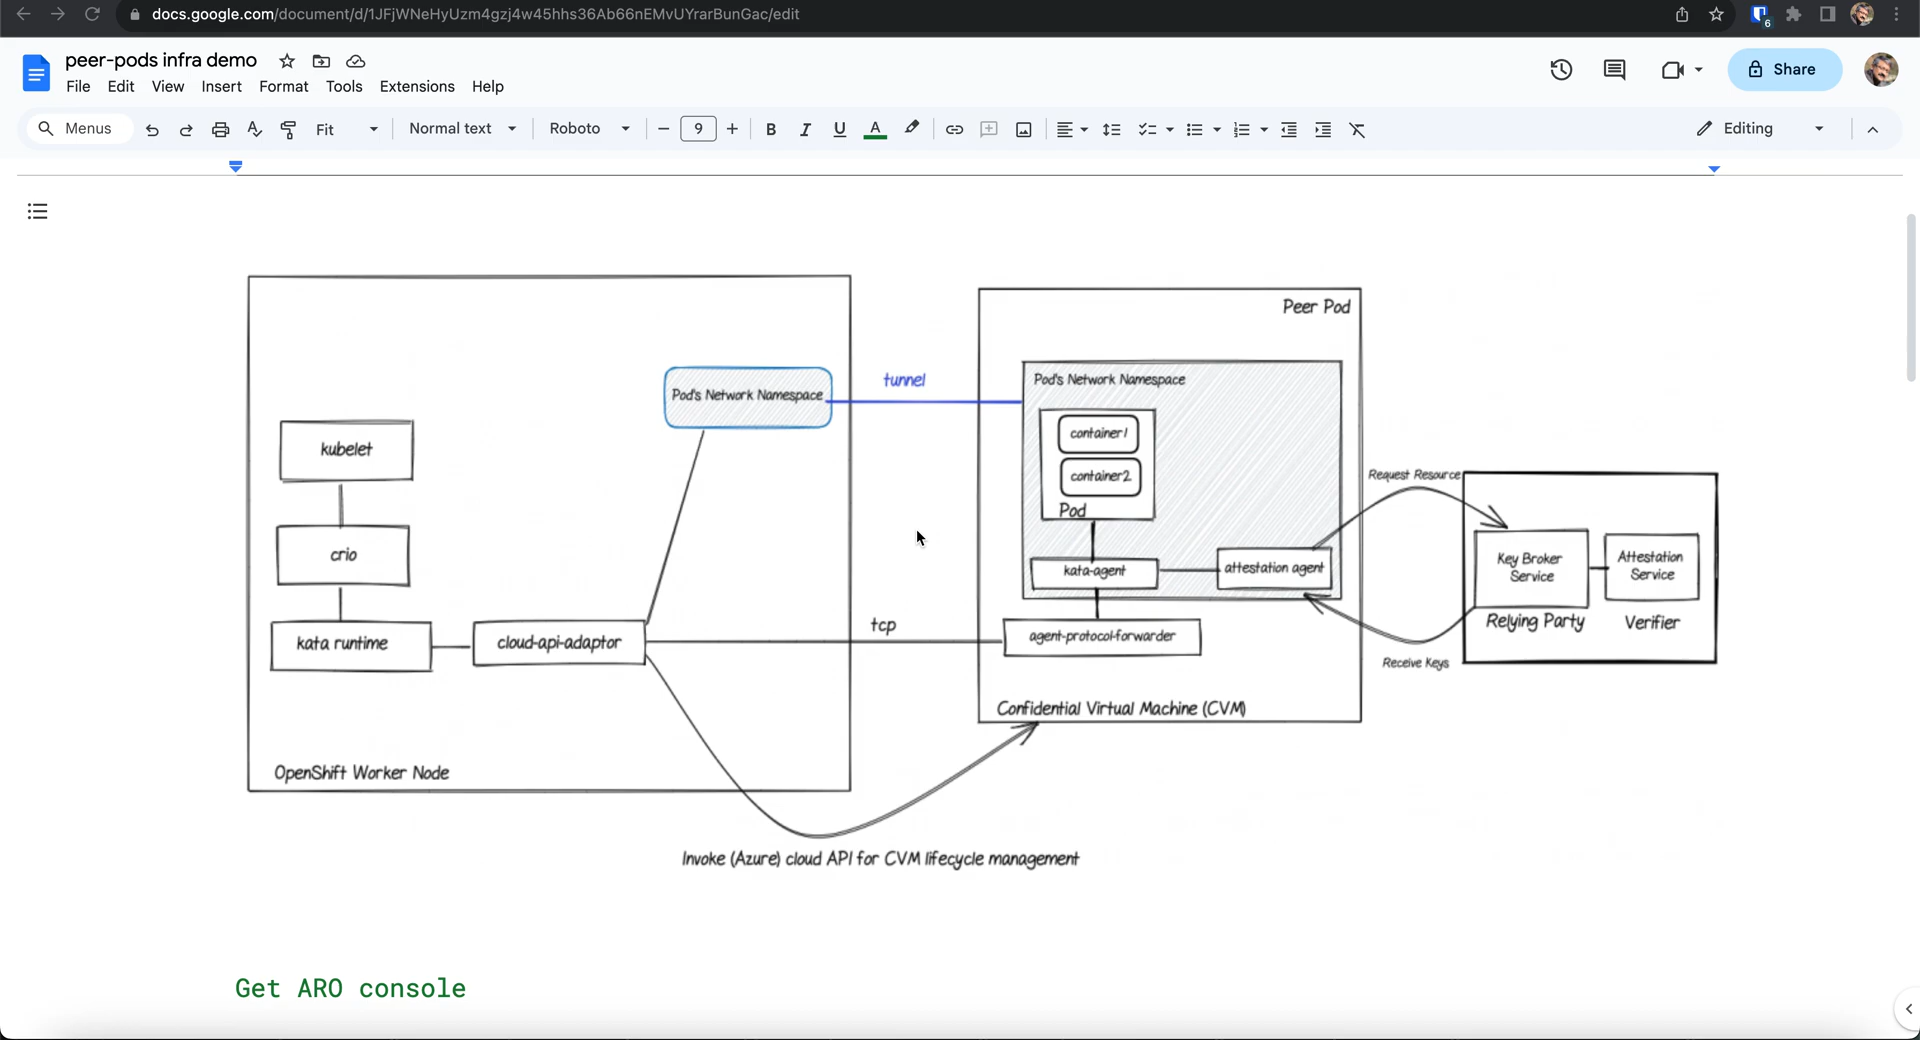 docs.google.com/document/d/1JFjWNeHyUzm4gzj4w45hhs36Ab66nEMvUYrarBunGac/edit
6
peer-pods infra demo
File Edit View Insert Format Tools Extensions Help
Share
Menus
Fit
Normal text
Roboto
9
B I U A
Editing
Peer Pod
Pod's Network Namespace
tunnel
Pod's Network Namespace
container1
container2
Pod
kubelet
crio
kata runtime
cloud-api-adaptor
tcp
kata-agent
attestation agent
agent-protocol-forwarder
Request Resource
Key Broker
Service
Attestation
Service
Relying Party
Verifier
Receive Keys
Confidential Virtual Machine (CVM)
OpenShift Worker Node
Invoke (Azure) cloud API for CVM lifecycle management
Get ARO console